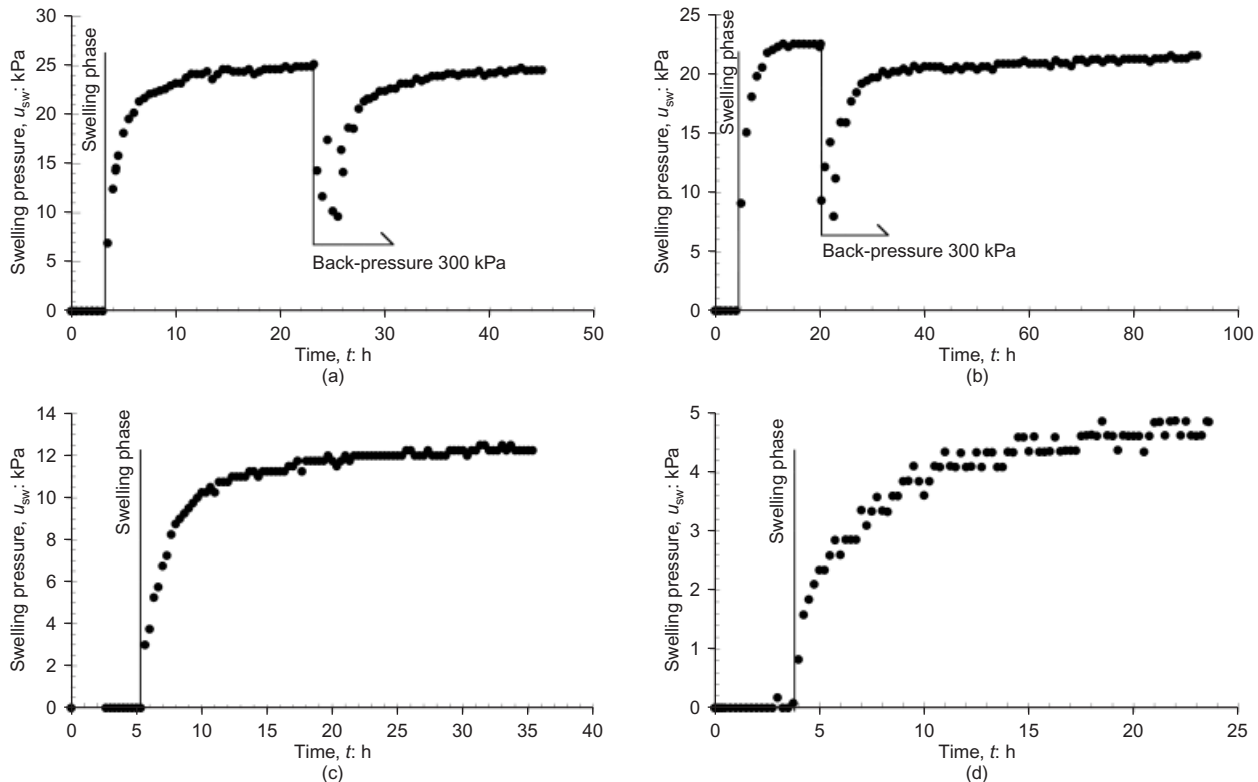 30
25
20
15
10
5
0
Swelling pressure, u_sw: kPa
Swelling phase
Back-pressure 300 kPa
0 10 20 30 40 50
Time, t: h
(a)
25
20
15
10
5
0
Swelling pressure, u_sw: kPa
Swelling phase
Back-pressure 300 kPa
0 20 40 60 80 100
Time, t: h
(b)
14
12
10
8
6
4
2
0
Swelling pressure, u_sw: kPa
Swelling phase
0 5 10 15 20 25 30 35 40
Time, t: h
(c)
5
4
3
2
1
0
Swelling pressure, u_sw: kPa
Swelling phase
0 5 10 15 20 25
Time, t: h
(d)